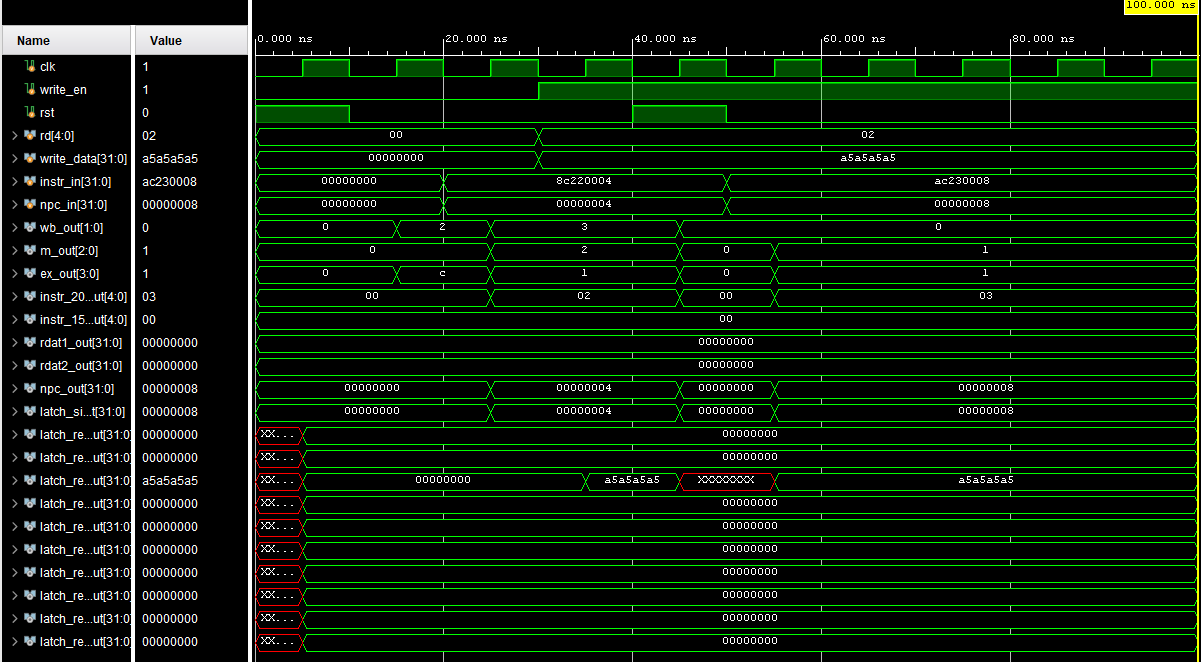 100.000 ns
Name Value 0.000 ns 20.000 ns 40.000 ns 60.000 ns 80.000 ns
clk 1
write_en 1
rst 0
rd[4:0] 02 00 02
write_data[31:0] a5a5a5a5 00000000 a5a5a5a5
instr_in[31:0] ac230008 00000000 8c220004 ac230008
npc_in[31:0] 00000008 00000000 00000004 00000008
wb_out[1:0] 0 0 2 3 0
m_out[2:0] 1 0 2 0 1
ex_out[3:0] 1 0 c 1 0 1
instr_20...ut[4:0] 03 00 02 00 03
instr_15...ut[4:0] 00 00
rdat1_out[31:0] 00000000 00000000
rdat2_out[31:0] 00000000 00000000
npc_out[31:0] 00000008 00000000 00000004 00000000 00000008
latch_si...t[31:0] 00000008 00000000 00000004 00000000 00000008
latch_re...ut[31:0] 00000000 XX... 00000000
latch_re...ut[31:0] 00000000 XX... 00000000
latch_re...ut[31:0] a5a5a5a5 XX... 00000000 a5a5a5a5 XXXXXXXX a5a5a5a5
latch_re...ut[31:0] 00000000 XX... 00000000
latch_re...ut[31:0] 00000000 XX... 00000000
latch_re...ut[31:0] 00000000 XX... 00000000
latch_re...ut[31:0] 00000000 XX... 00000000
latch_re...ut[31:0] 00000000 XX... 00000000
latch_re...ut[31:0] 00000000 XX... 00000000
latch_re...ut[31:0] 00000000 XX... 00000000